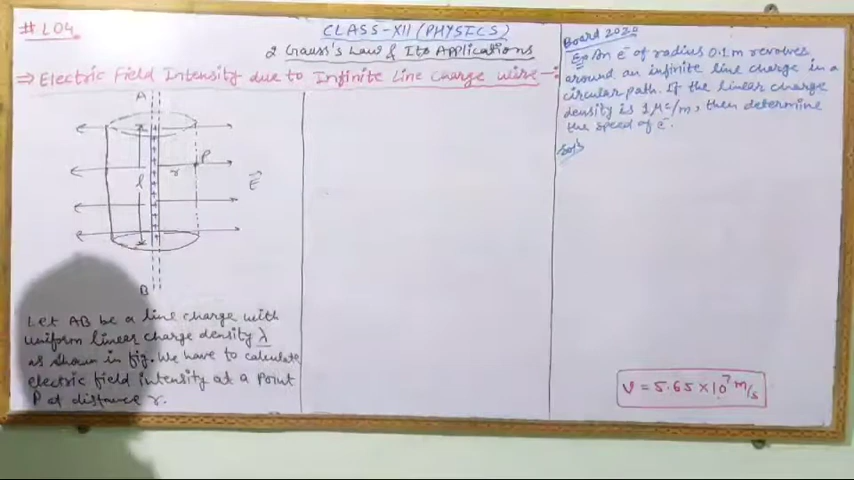 # L04
CLASS-XII (PHYSICS)
2 Gauss's Law & Its Applications
⇒ Electric Field Intensity due to Infinite Line Charge wire —:
A
P
r
l
E⃗
B
Let AB be a line charge with
uniform linear charge density λ
as shown in fig. We have to calculate
electric field intensity at a point
P at distance r.
Board 2020
Eg: An e⁻ of radius 0.1m revolves
around an infinite line charge in a
circular path. If the linear charge
density is 1 μc/m, then determine
the speed of e⁻.
Sol:
v = 5.65 × 10⁷ m/s